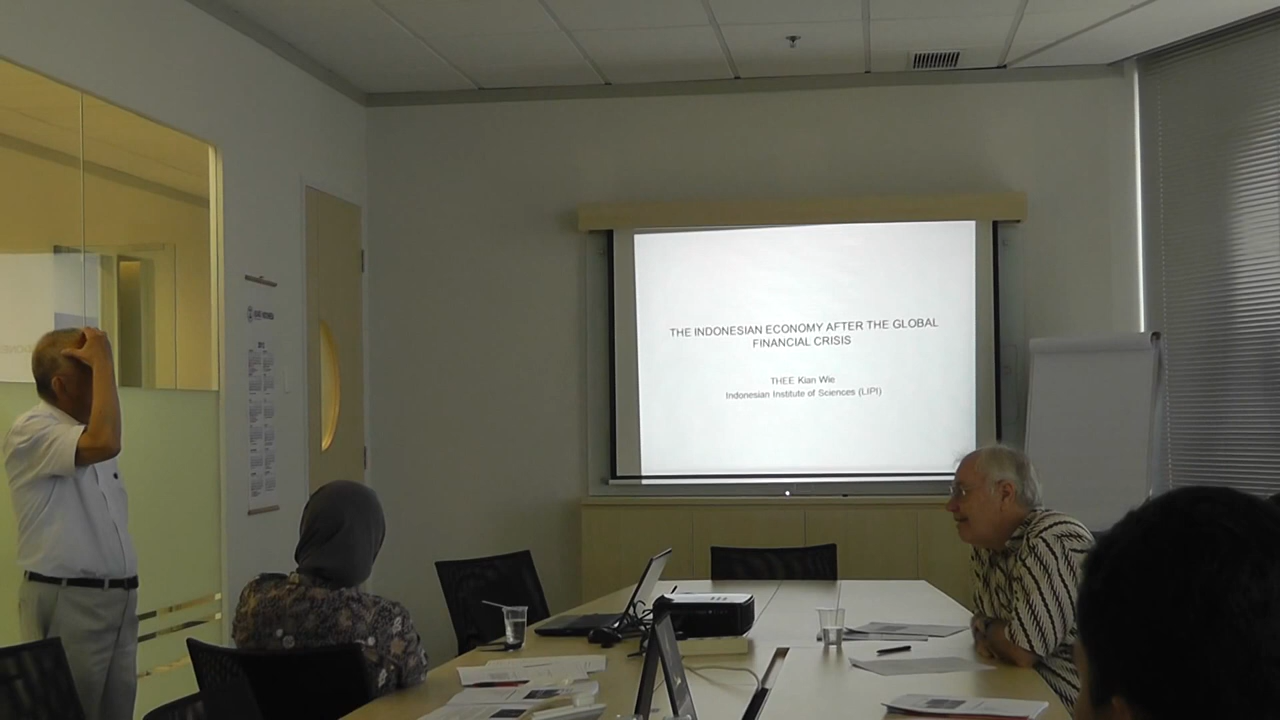 THE INDONESIAN ECONOMY AFTER THE GLOBAL
FINANCIAL CRISIS
THEE Kian Wie
Indonesian Institute of Sciences (LIPI)